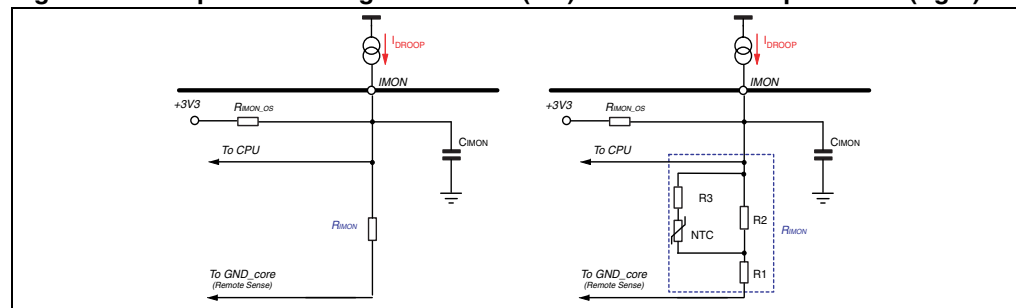 IDROOP
IMON
+3V3
RIMON_OS
CIMON
To CPU
RIMON
To GND_core
(Remote Sense)
IDROOP
IMON
+3V3
RIMON_OS
CIMON
To CPU
R3
R2
NTC
RIMON
R1
To GND_core
(Remote Sense)